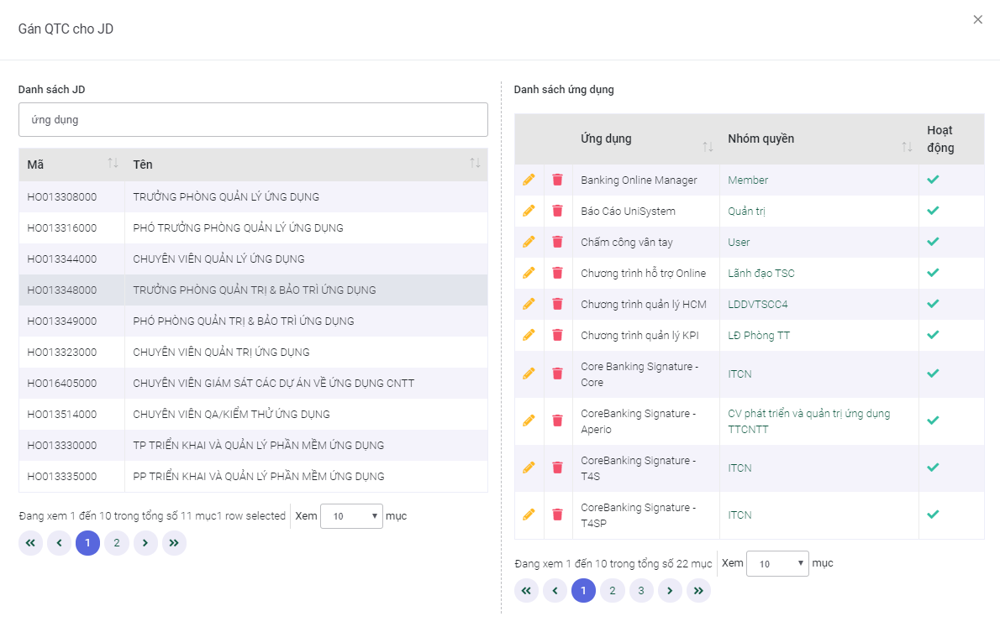 Gán QTC cho JD
Danh sách JD
ứng dụng
Mã Tên
HO013308000 TRƯỞNG PHÒNG QUẢN LÝ ỨNG DỤNG
HO013316000 PHÓ TRƯỞNG PHÒNG QUẢN LÝ ỨNG DỤNG
HO013344000 CHUYÊN VIÊN QUẢN LÝ ỨNG DỤNG
HO013348000 TRƯỞNG PHÒNG QUẢN TRỊ & BẢO TRÌ ỨNG DỤNG
HO013349000 PHÓ PHÒNG QUẢN TRỊ & BẢO TRÌ ỨNG DỤNG
HO013323000 CHUYÊN VIÊN QUẢN TRỊ ỨNG DỤNG
HO016405000 CHUYÊN VIÊN GIÁM SÁT CÁC DỰ ÁN VỀ ỨNG DỤNG CNTT
HO013514000 CHUYÊN VIÊN QA/KIỂM THỬ ỨNG DỤNG
HO013330000 TP TRIỂN KHAI VÀ QUẢN LÝ PHẦN MỀM ỨNG DỤNG
HO013335000 PP TRIỂN KHAI VÀ QUẢN LÝ PHẦN MỀM ỨNG DỤNG
Đang xem 1 đến 10 trong tổng số 11 mục1 row selected Xem 10 mục
1 2
Danh sách ứng dụng
Ứng dụng Nhóm quyền Hoạt
động
Banking Online Manager Member
Báo Cáo UniSystem Quản trị
Chấm công vân tay User
Chương trình hỗ trợ Online Lãnh đạo TSC
Chương trình quản lý HCM LDDVTSCC4
Chương trình quản lý KPI LĐ Phòng TT
Core Banking Signature -
Core ITCN
CoreBanking Signature - CV phát triển và quản trị ứng dụng
Aperio TTCNTT
CoreBanking Signature -
T4S ITCN
CoreBanking Signature -
T4SP ITCN
Đang xem 1 đến 10 trong tổng số 22 mục Xem 10 mục
1 2 3